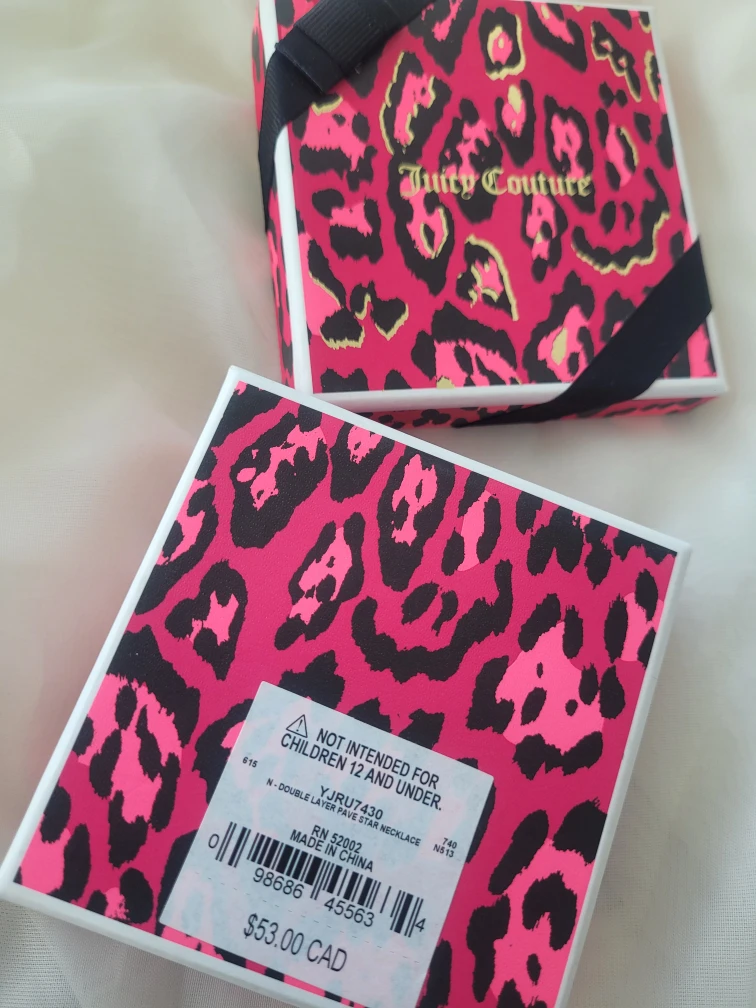 Juicy Couture
⚠ NOT INTENDED FOR
CHILDREN 12 AND UNDER.
615
YJRU7430
N - DOUBLE LAYER PAVE STAR NECKLACE
740
N513
RN 52002
MADE IN CHINA
0 98686 45563 4
$53.00 CAD